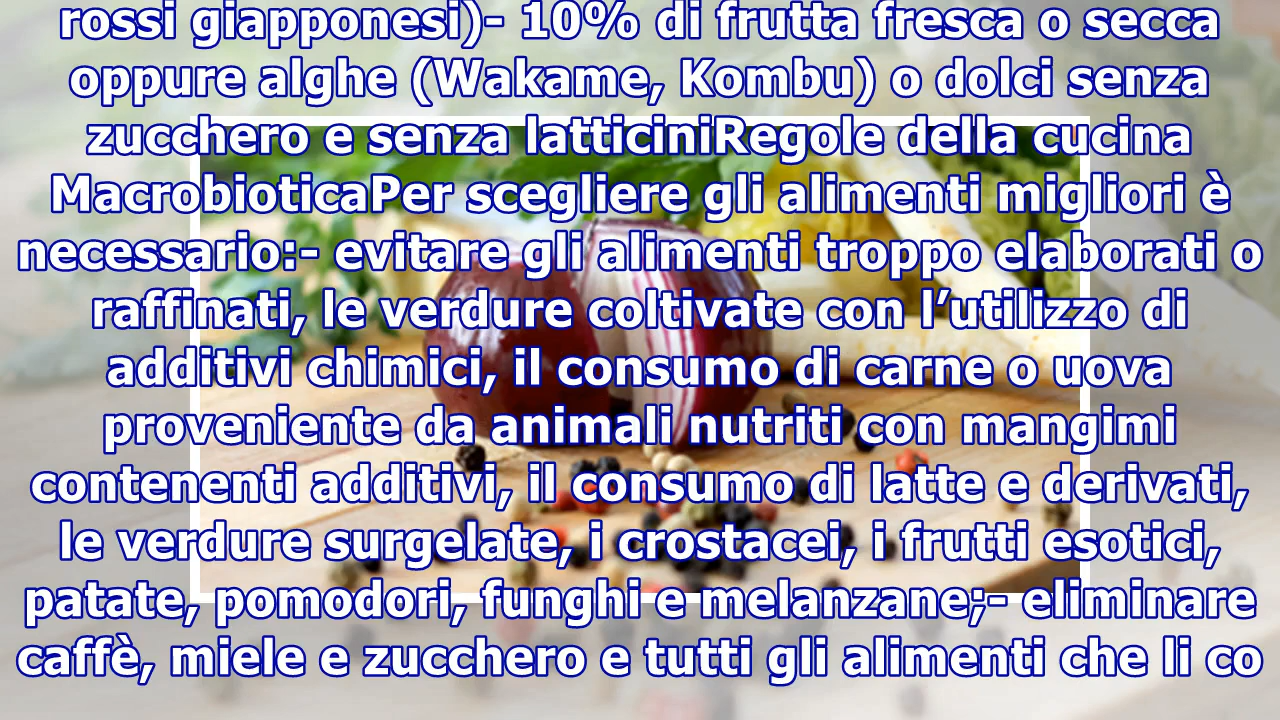 rossi giapponesi)- 10% di frutta fresca o secca
oppure alghe (Wakame, Kombu) o dolci senza
zucchero e senza latticiniRegole della cucina
MacrobioticaPer scegliere gli alimenti migliori è
necessario:- evitare gli alimenti troppo elaborati o
raffinati, le verdure coltivate con l’utilizzo di
additivi chimici, il consumo di carne o uova
proveniente da animali nutriti con mangimi
contenenti additivi, il consumo di latte e derivati,
le verdure surgelate, i crostacei, i frutti esotici,
patate, pomodori, funghi e melanzane;- eliminare
caffè, miele e zucchero e tutti gli alimenti che li co